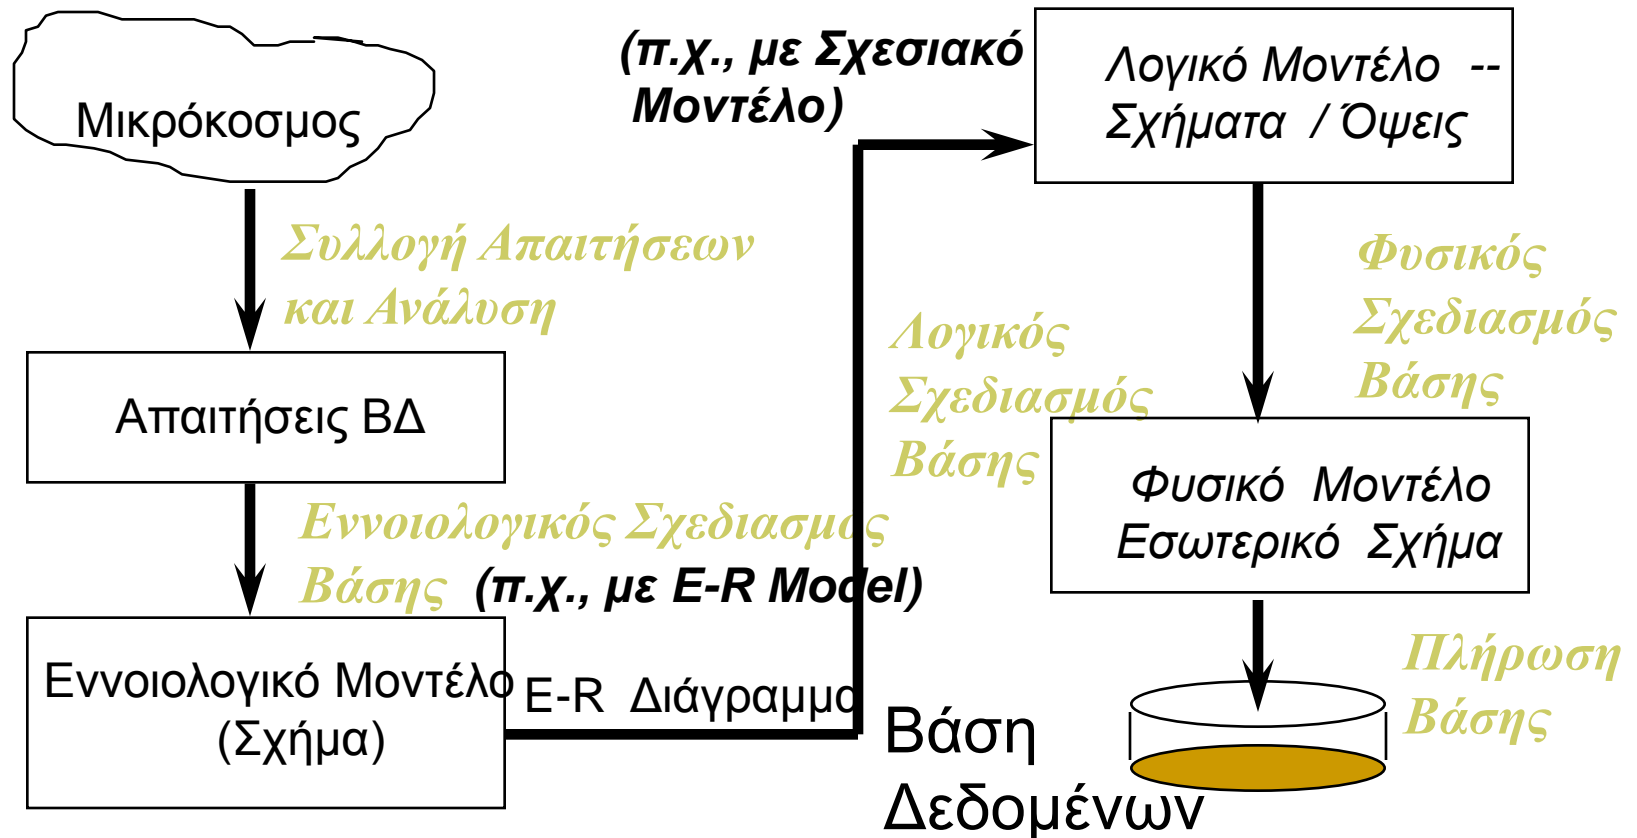 Μικρόκοσμος
Συλλογή Απαιτήσεων
και Ανάλυση
Απαιτήσεις ΒΔ
Εννοιολογικός Σχεδιασμός
Βάσης (π.χ., με E-R Model)
Εννοιολογικό Μοντέλο
(Σχήμα)
E-R Διάγραμμα
(π.χ., με Σχεσιακό
Μοντέλο)
Λογικός
Σχεδιασμός
Βάσης
Λογικό Μοντέλο --
Σχήματα / Όψεις
Φυσικός
Σχεδιασμός
Βάσης
Φυσικό Μοντέλο
Εσωτερικό Σχήμα
Πλήρωση
Βάσης
Βάση
Δεδομένων